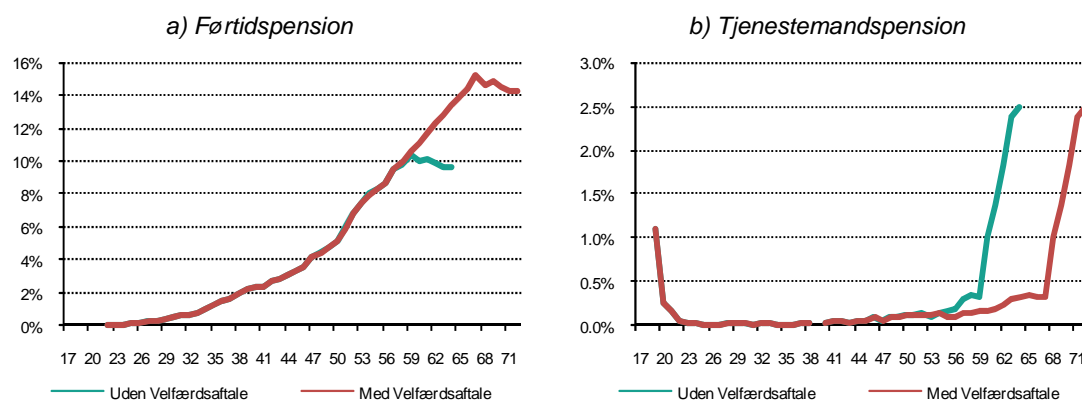 a) Førtidspension
16%
14%
12%
10%
8%
6%
4%
2%
0%
17 20 23 26 29 32 35 38 41 44 47 50 53 56 59 62 65 68 71
Uden Velfærdsaftale Med Velfærdsaftale
b) Tjenestemandspension
3.0%
2.5%
2.0%
1.5%
1.0%
0.5%
0.0%
17 20 23 26 29 32 35 38 41 44 47 50 53 56 59 62 65 68 71
Uden Velfærdsaftale Med Velfærdsaftale